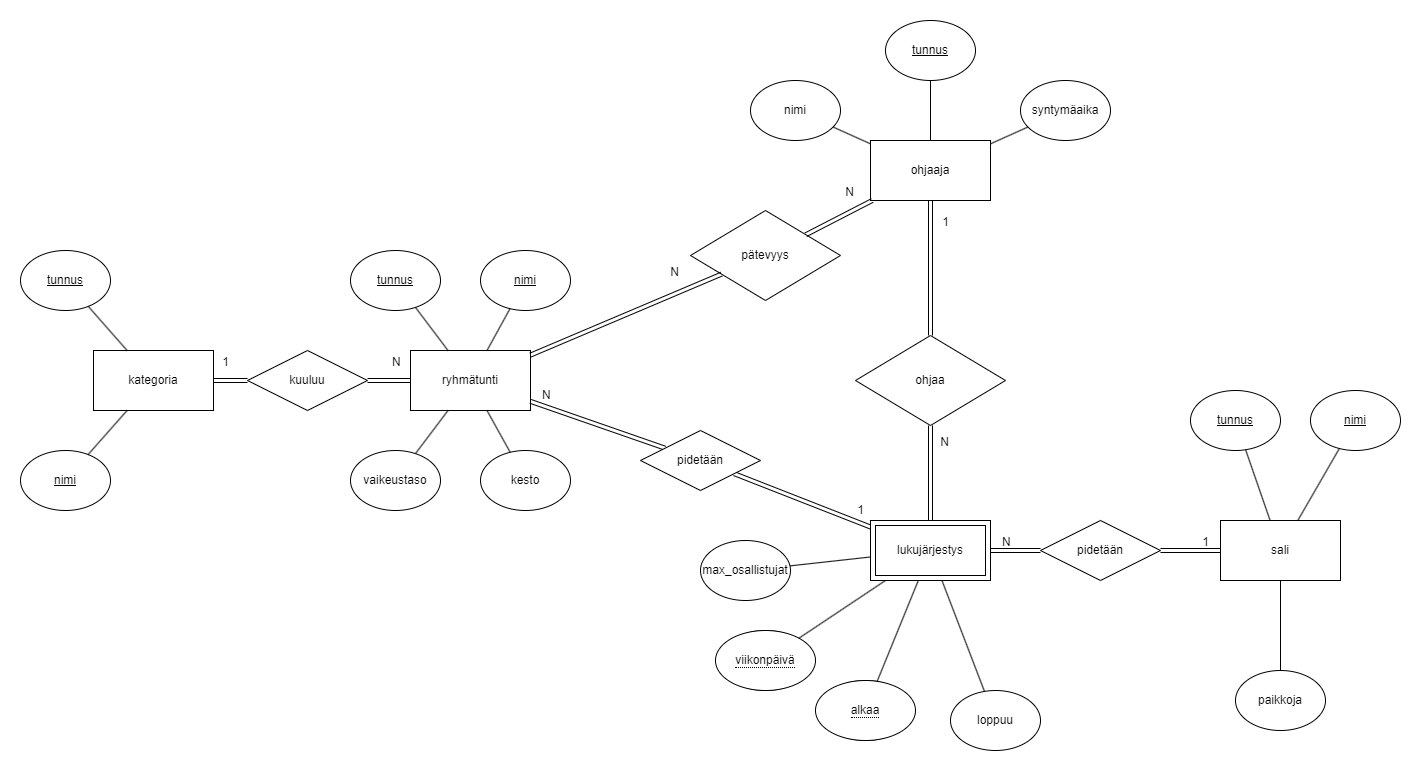 tunnus
nimi
syntymäaika
ohjaaja
N
1
pätevyys
N
tunnus
tunnus
nimi
1
N
kategoria
kuuluu
ryhmätunti
ohjaa
N
tunnus
nimi
N
pidetään
nimi
vaikeustaso
kesto
1
N
1
lukujärjestys
pidetään
sali
max_osallistujat
viikonpäivä
alkaa
loppuu
paikkoja